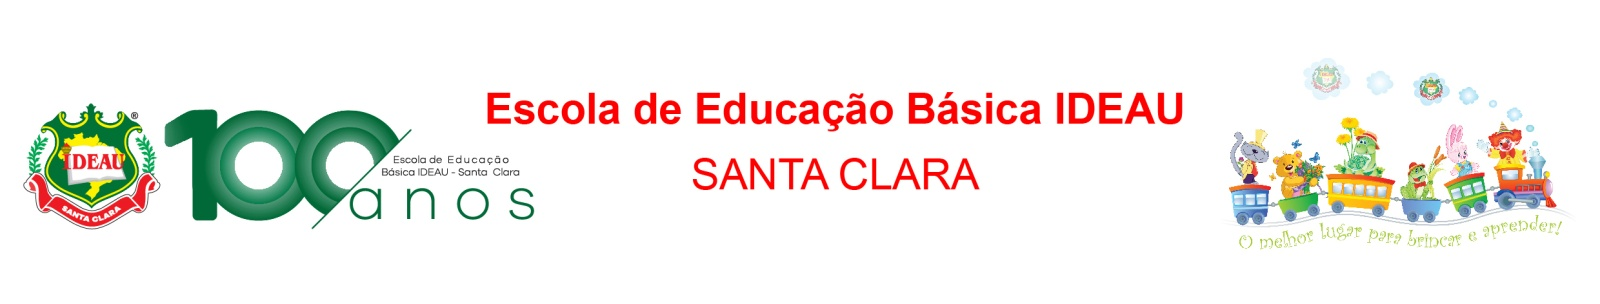 IDEAU
SANTA CLARA
®
100
anos
Escola de Educação
Básica IDEAU - Santa Clara
Escola de Educação Básica IDEAU
SANTA CLARA
O melhor lugar para brincar e aprender!